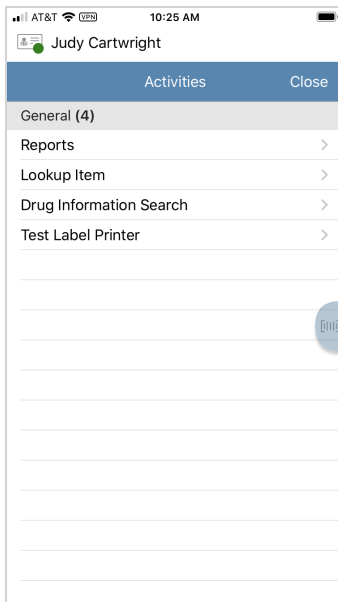 AT&T VPN 10:25 AM
Judy Cartwright
Activities Close
General (4)
Reports
Lookup Item
Drug Information Search
Test Label Printer